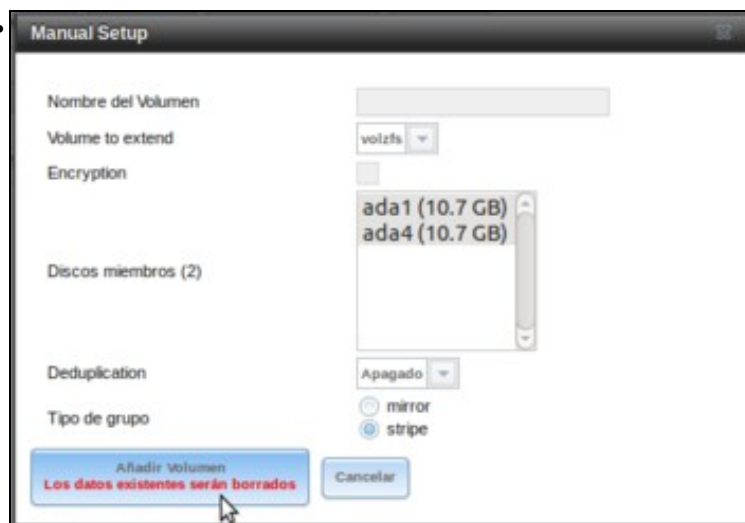 Manual Setup
Nombre del Volumen
Volume to extend volzfs
Encryption
ada1 (10.7 GB)
ada4 (10.7 GB)
Discos miembros (2)
Deduplication Apagado
Tipo de grupo
mirror
stripe
Añadir Volumen
Los datos existentes serán borrados
Cancelar